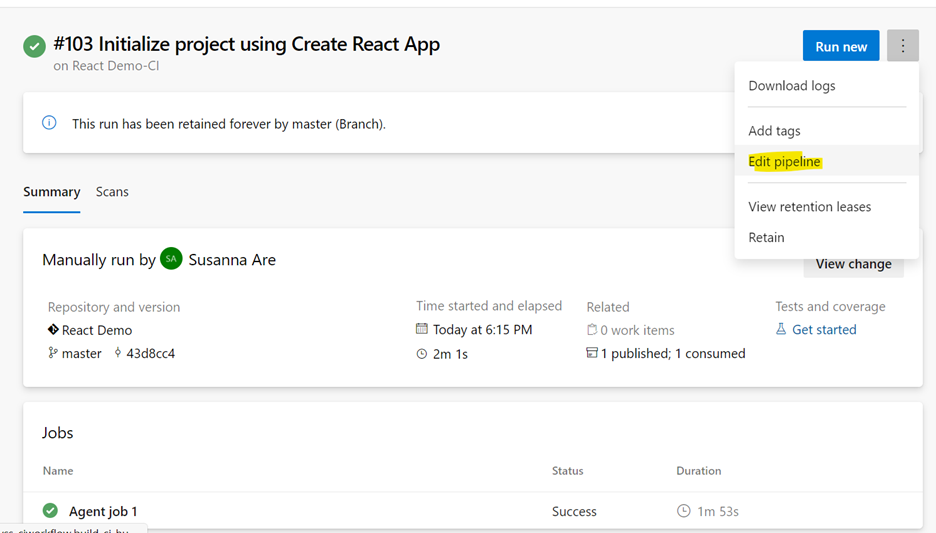 #103 Initialize project using Create React App
on React Demo-CI
Run new
Download logs
Add tags
Edit pipeline
View retention leases
Retain
This run has been retained forever by master (Branch).
Summary
Scans
Manually run by SA Susanna Are
View change
Repository and version
React Demo
master 43d8cc4
Time started and elapsed
Today at 6:15 PM
2m 1s
Related
0 work items
1 published; 1 consumed
Tests and coverage
Get started
Jobs
Name Status Duration
Agent job 1 Success 1m 53s